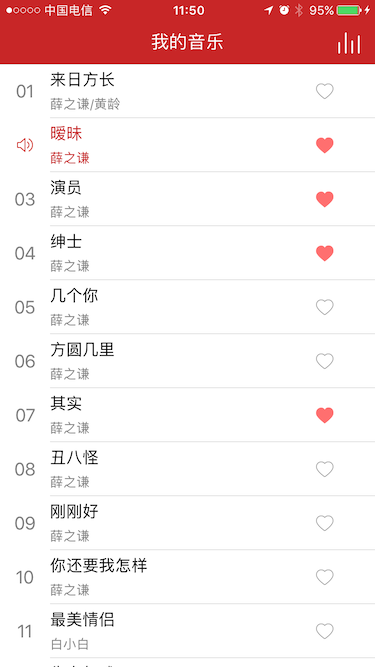 中国电信 11:50 95%
我的音乐
01 来日方长
薛之谦/黄龄
暧昧
薛之谦
03 演员
薛之谦
04 绅士
薛之谦
05 几个你
薛之谦
06 方圆几里
薛之谦
07 其实
薛之谦
08 丑八怪
薛之谦
09 刚刚好
薛之谦
10 你还要我怎样
薛之谦
11 最美情侣
白小白